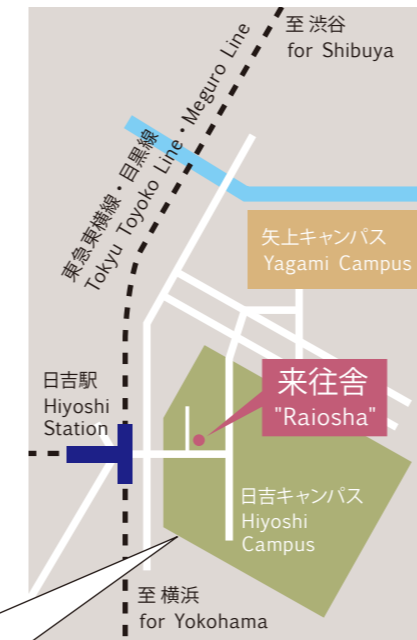 至 渋谷
for Shibuya
東急東横線・目黒線
Tokyu Toyoko Line・Meguro Line
矢上キャンパス
Yagami Campus
日吉駅
Hiyoshi
Station
来往舎
"Raiosha"
日吉キャンパス
Hiyoshi
Campus
至 横浜
for Yokohama